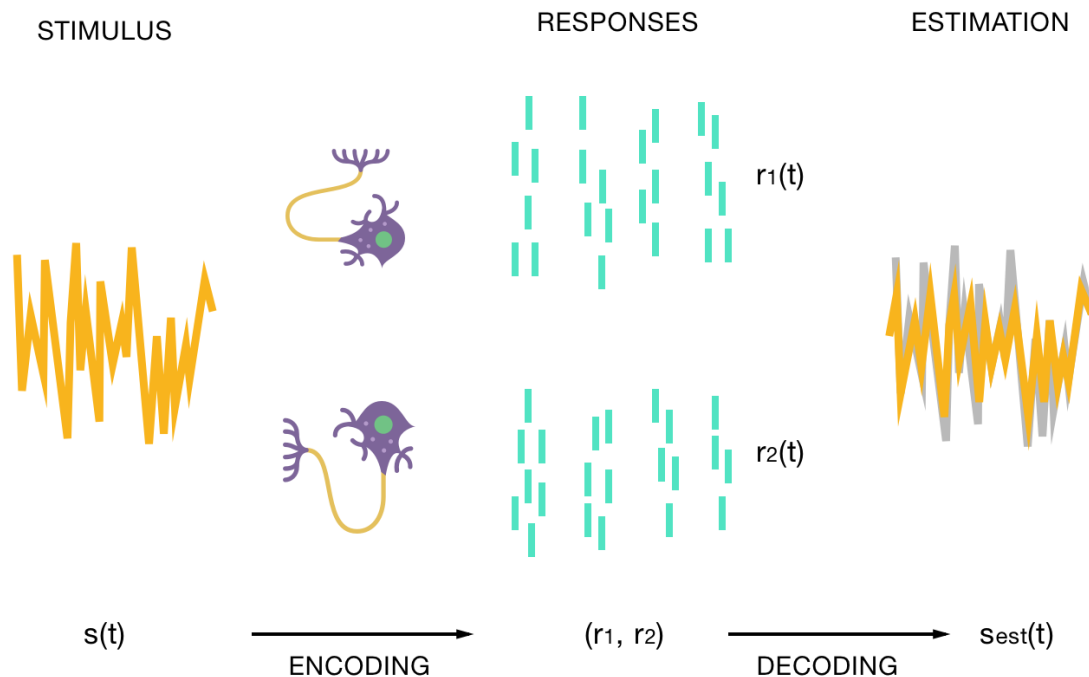 STIMULUS
RESPONSES
ESTIMATION
r1(t)
r2(t)
s(t)
(r1, r2)
sest(t)
ENCODING
DECODING